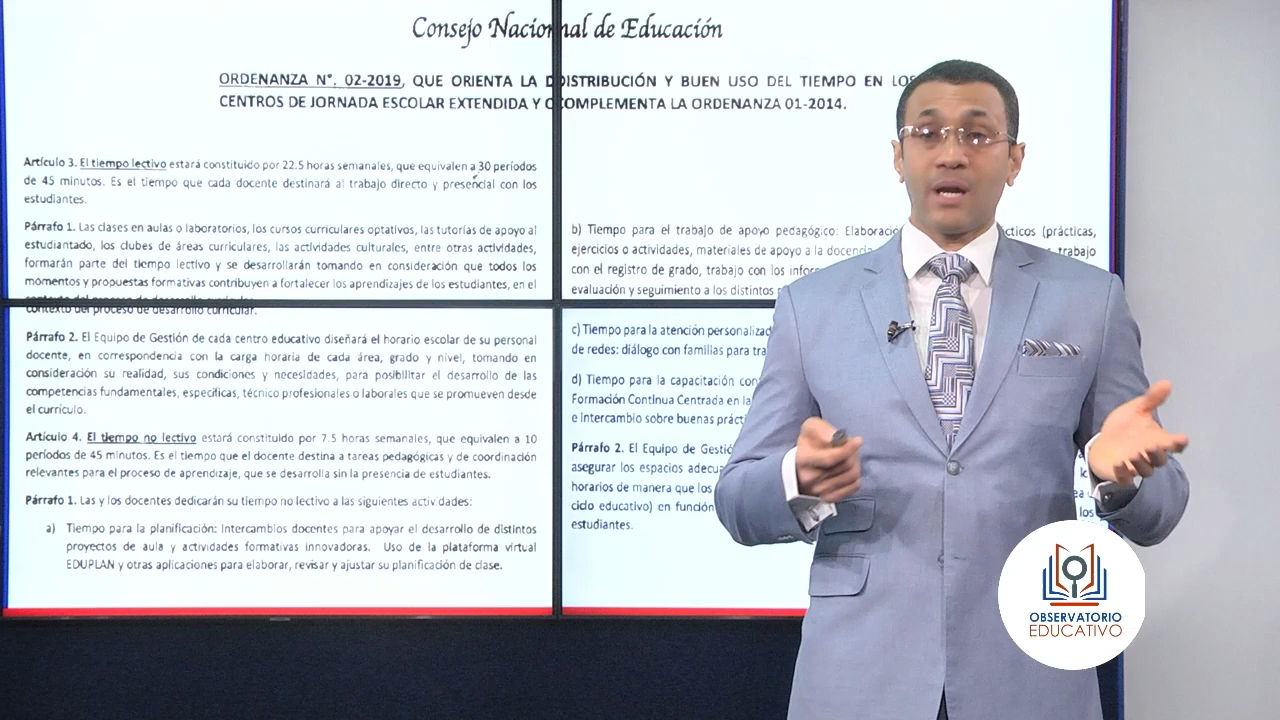 Consejo Nacional de Educación
ORDENANZA N°. 02-2019, QUE ORIENTA LA DISTRIBUCIÓN Y BUEN USO DEL TIEMPO EN LOS
CENTROS DE JORNADA ESCOLAR EXTENDIDA Y COMPLEMENTA LA ORDENANZA 01-2014.
Artículo 3. El tiempo lectivo estará constituido por 22.5 horas semanales, que equivalen a 30 períodos
de 45 minutos. Es el tiempo que cada docente destinará al trabajo directo y presencial con los
estudiantes.
Párrafo 1. Las clases en aulas o laboratorios, los cursos curriculares optativos, las tutorías de apoyo al
estudiantado, los clubes de áreas curriculares, las actividades culturales, entre otras actividades,
formarán parte del tiempo lectivo y se desarrollarán tomando en consideración que todos los
momentos y propuestas formativas contribuyen a fortalecer los aprendizajes de los estudiantes, en el
contexto del proceso de desarrollo curricular.
Párrafo 2. El Equipo de Gestión de cada centro educativo diseñará el horario escolar de su personal
docente, en correspondencia con la carga horaria de cada área, grado y nivel, tomando en
consideración su realidad, sus condiciones y necesidades, para posibilitar el desarrollo de las
competencias fundamentales, específicas, técnico profesionales o laborales que se promueven desde
el currículo.
Artículo 4. El tiempo no lectivo estará constituido por 7.5 horas semanales, que equivalen a 10
períodos de 45 minutos. Es el tiempo que el docente destina a tareas pedagógicas y de coordinación
relevantes para el proceso de aprendizaje, que se desarrolla sin la presencia de estudiantes.
Párrafo 1. Las y los docentes dedicarán su tiempo no lectivo a las siguientes actividades:
a) Tiempo para la planificación: Intercambios docentes para apoyar el desarrollo de distintos
proyectos de aula y actividades formativas innovadoras. Uso de la plataforma virtual
EDUPLAN y otras aplicaciones para elaborar, revisar y ajustar su planificación de clase.
b) Tiempo para el trabajo de apoyo pedagógico: (prácticas,
ejercicios o actividades, materiales de apoyo a la trabajo
con el registro de grado, trabajo con los
evaluación y seguimiento a los distintos
c) Tiempo para la atención
de redes: diálogo con familias para
d) Tiempo para la capacitación
Formación Continua Centrada en la
e intercambio sobre buenas
Párrafo 2. El Equipo de
asegurar los espacios
horarios de manera que los
ciclo educativo) en función
estudiantes.
los
OBSERVATORIO
EDUCATIVO